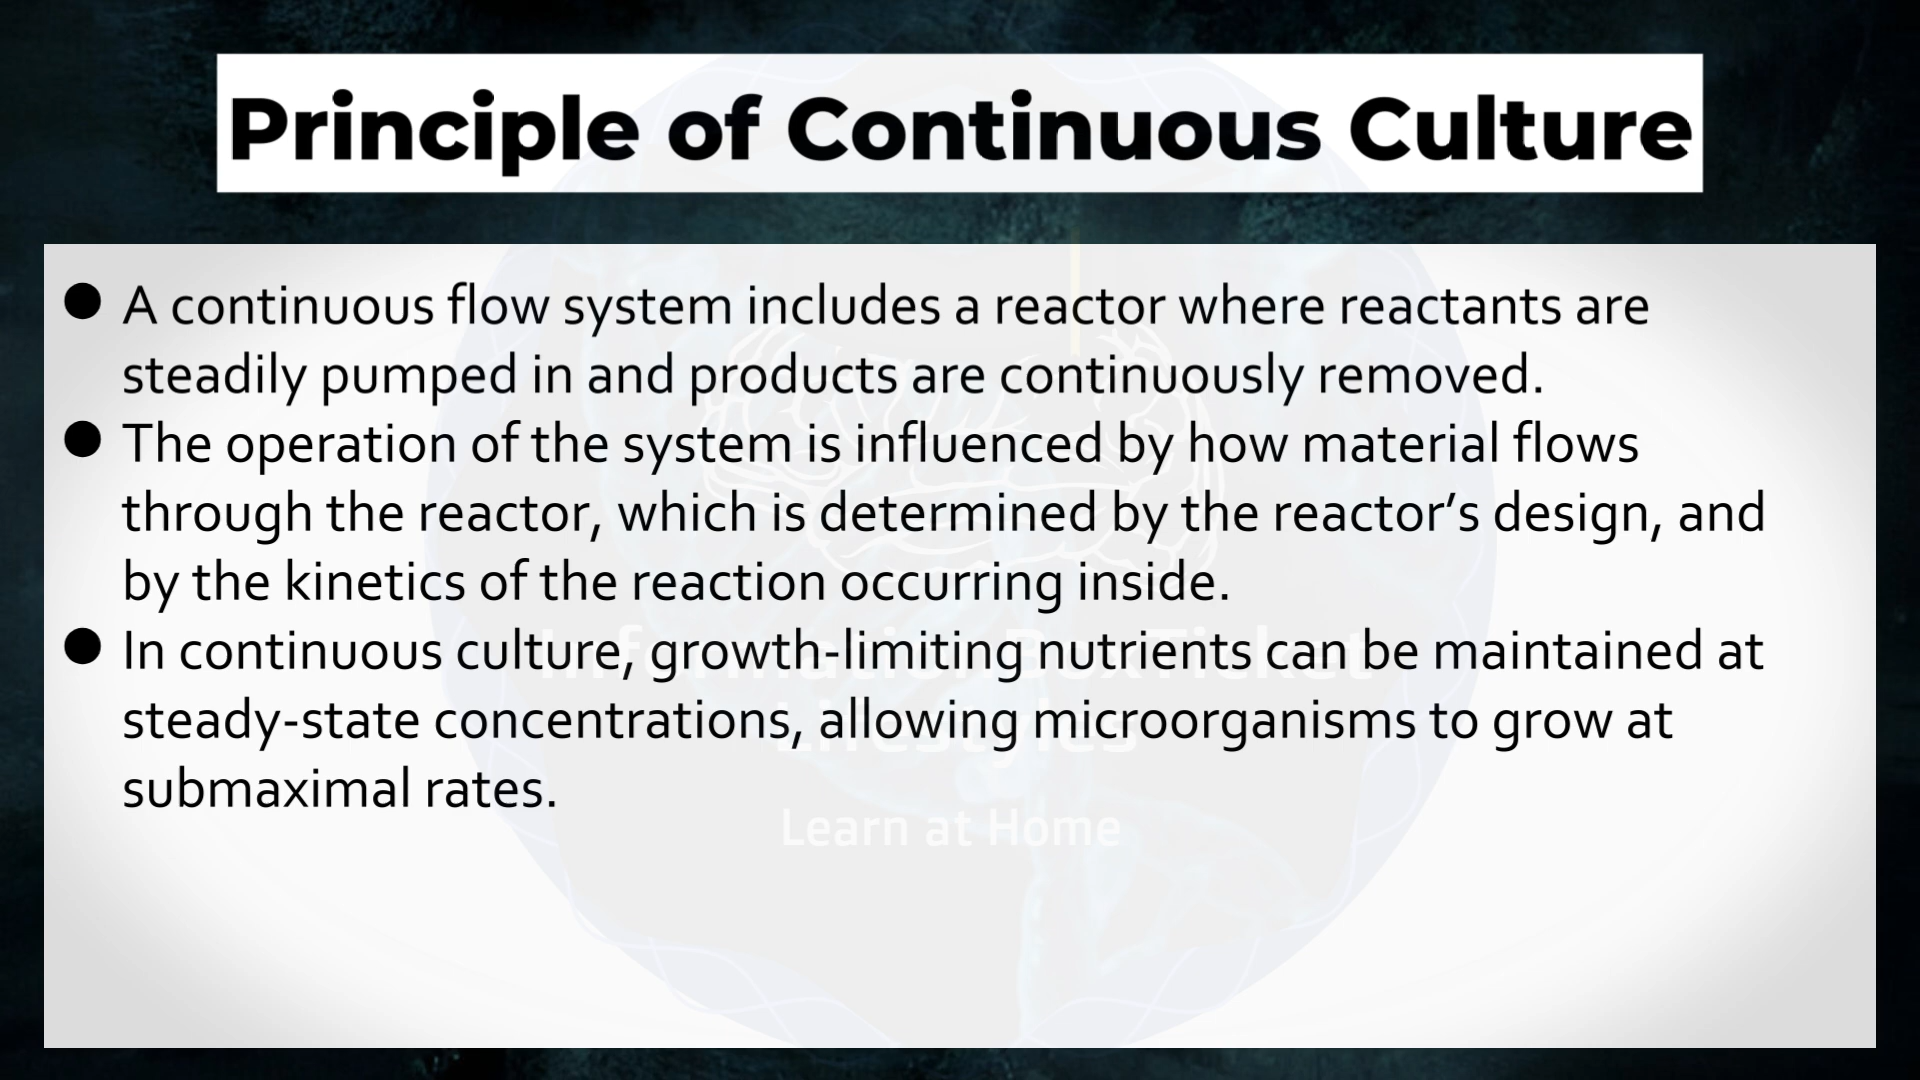 Principle of Continuous Culture
● A continuous flow system includes a reactor where reactants are
steadily pumped in and products are continuously removed.
● The operation of the system is influenced by how material flows
through the reactor, which is determined by the reactor’s design, and
by the kinetics of the reaction occurring inside.
● In continuous culture, growth-limiting nutrients can be maintained at
steady-state concentrations, allowing microorganisms to grow at
submaximal rates.
Lifestyles
Learn at Home